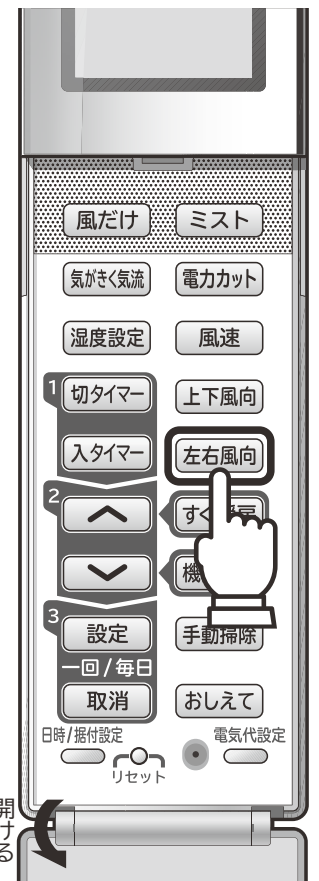 風だけ ミスト
気がきく気流 電力カット
湿度設定 風速
1 切タイマー 上下風向
入タイマー 左右風向
2
3
設定 手動掃除
一回/毎日
取消 おしえて
日時/据付設定 電気代設定
リセット
開ける